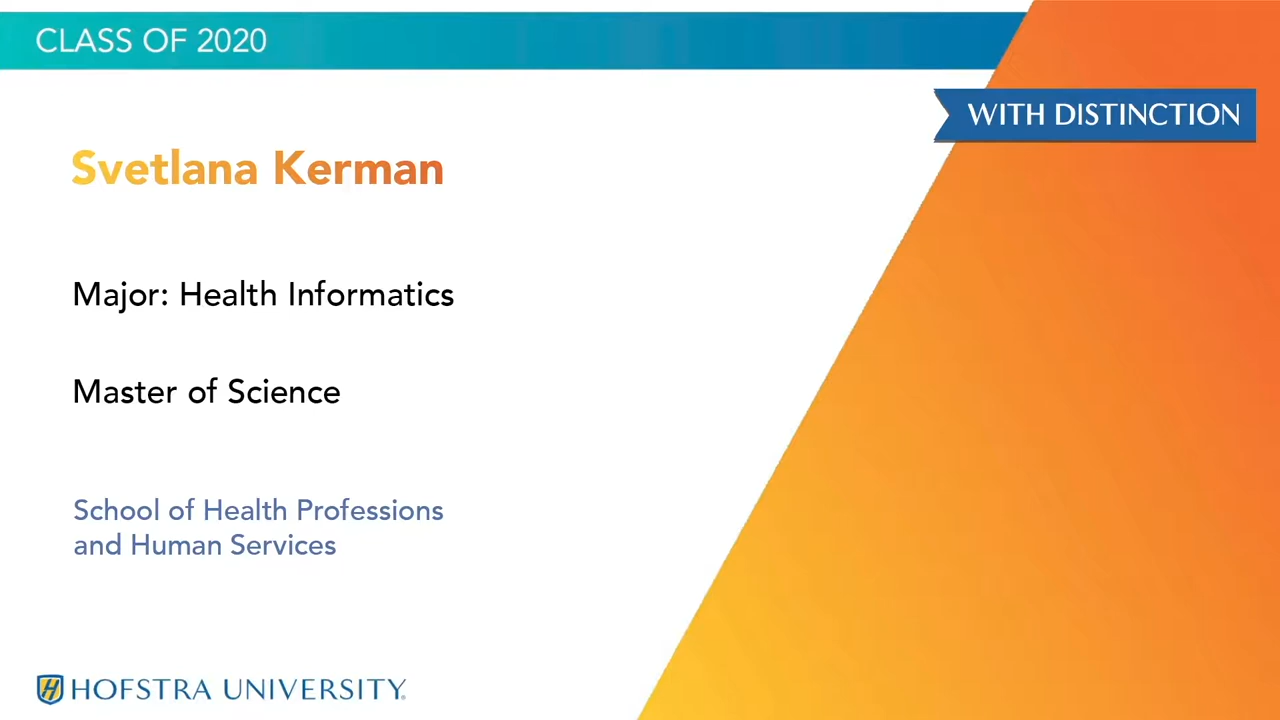 CLASS OF 2020
WITH DISTINCTION
Svetlana Kerman
Major: Health Informatics
Master of Science
School of Health Professions
and Human Services
H HOFSTRA UNIVERSITY®